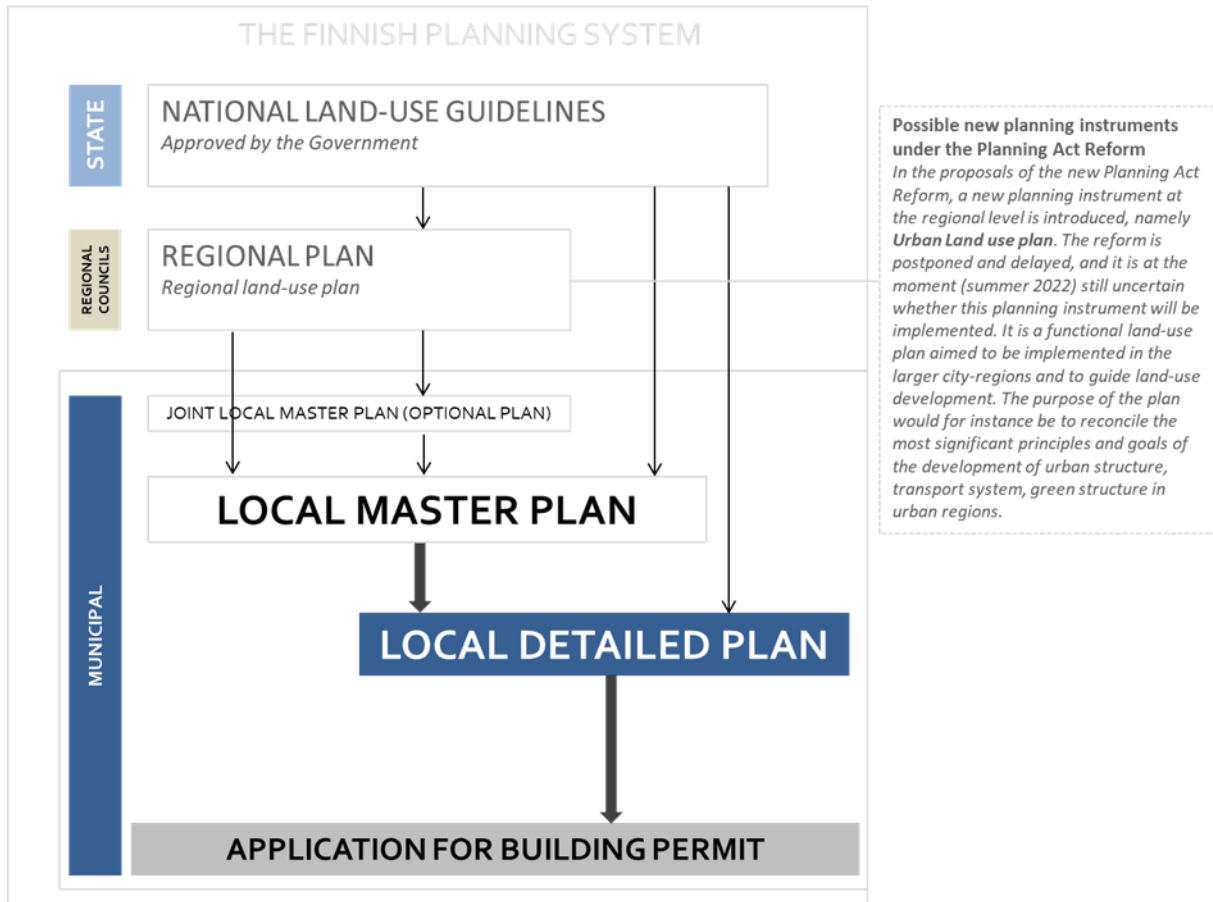 THE FINNISH PLANNING SYSTEM
STATE
NATIONAL LAND-USE GUIDELINES
Approved by the Government
REGIONAL
COUNCILS
REGIONAL PLAN
Regional land-use plan
MUNICIPAL
JOINT LOCAL MASTER PLAN (OPTIONAL PLAN)
LOCAL MASTER PLAN
LOCAL DETAILED PLAN
APPLICATION FOR BUILDING PERMIT
Possible new planning instruments
under the Planning Act Reform
In the proposals of the new Planning Act
Reform, a new planning instrument at
the regional level is introduced, namely
Urban Land use plan. The reform is
postponed and delayed, and it is at the
moment (summer 2022) still uncertain
whether this planning instrument will be
implemented. It is a functional land-use
plan aimed to be implemented in the
larger city-regions and to guide land-use
development. The purpose of the plan
would for instance be to reconcile the
most significant principles and goals of
the development of urban structure,
transport system, green structure in
urban regions.